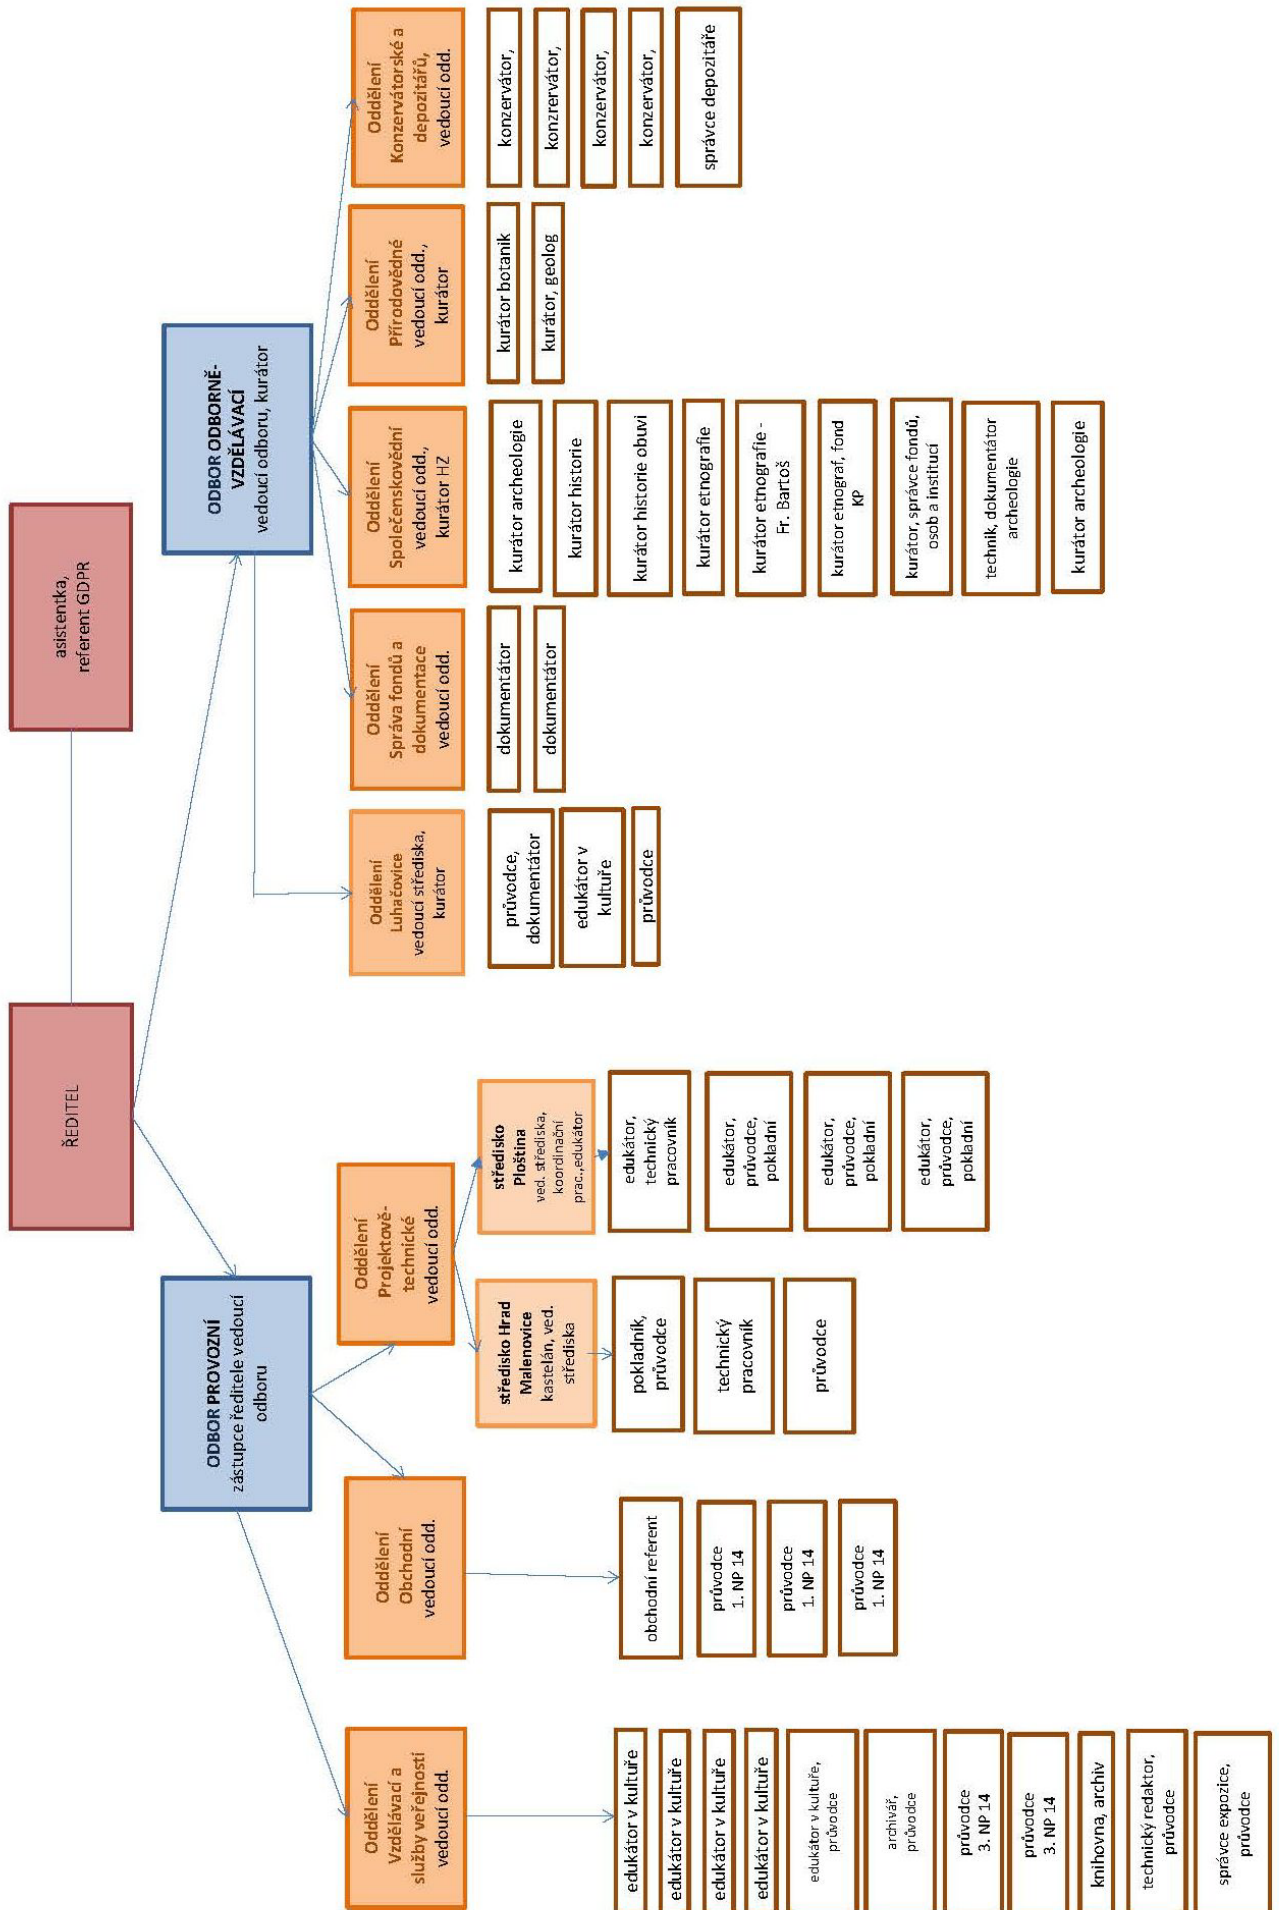 ŘEDITEL
asistentka,
referent GDPR
ODBOR PROVOZNÍ
zástupce ředitele vedoucí
odboru
ODBOR ODBORNĚ-
VZDĚLÁVACÍ
vedoucí odboru, kurátor
Oddělení
Vzdělávací a
služby veřejnosti
vedoucí odd.
edukátor v kultuře
edukátor v kultuře
edukátor v kultuře
edukátor v kultuře
edukátor v kultuře,
průvodce
archivář,
průvodce
průvodce
3. NP 14
průvodce
3. NP 14
knihovna, archiv
technický redaktor,
průvodce
správce expozice,
průvodce
Oddělení
Obchodní
vedoucí odd.
obchodní referent
průvodce
1. NP 14
průvodce
1. NP 14
průvodce
1. NP 14
Oddělení
Projektově-
technické
vedoucí odd.
středisko Hrad
Malenovice
kastelán, ved.
střediska
pokladník,
průvodce
technický
pracovník
průvodce
středisko
Ploština
ved. střediska,
koordinační
prac.,edukátor
edukátor,
technický
pracovník
edukátor,
průvodce,
pokladní
edukátor,
průvodce,
pokladní
edukátor,
průvodce,
pokladní
Oddělení
Luhačovice
vedoucí střediska,
kurátor
průvodce,
dokumentátor
edukátor v
kultuře
průvodce
Oddělení
Správa fondů a
dokumentace
vedoucí odd.
dokumentátor
dokumentátor
Oddělení
Společenskovědní
vedoucí odd.,
kurátor HZ
kurátor archeologie
kurátor historie
kurátor historie obuvi
kurátor etnografie
kurátor etnografie -
Fr. Bartoš
kurátor etnograf, fond
KP
kurátor, správce fondů,
osob a institucí
technik, dokumentátor
archeologie
kurátor archeologie
Oddělení
Přírodovědné
vedoucí odd.,
kurátor
kurátor botanik
kurátor, geolog
Oddělení
Konzervátorské a
depozitářů,
vedoucí odd.
konzervátor,
konzrervátor,
konzervátor,
konzervátor,
správce depozitáře